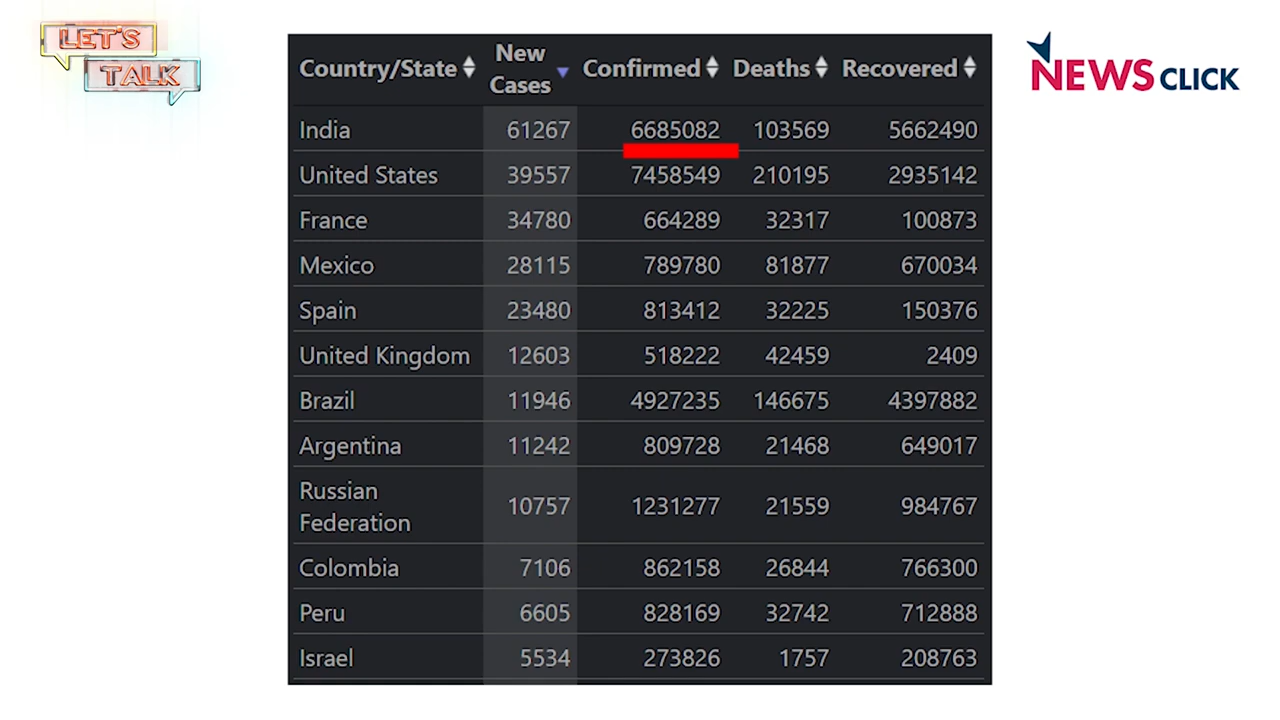 LET'S
TALK
NEWSCLICK
Country/State New Cases Confirmed Deaths Recovered
India 61267 6685082 103569 5662490
United States 39557 7458549 210195 2935142
France 34780 664289 32317 100873
Mexico 28115 789780 81877 670034
Spain 23480 813412 32225 150376
United Kingdom 12603 518222 42459 2409
Brazil 11946 4927235 146675 4397882
Argentina 11242 809728 21468 649017
Russian Federation 10757 1231277 21559 984767
Colombia 7106 862158 26844 766300
Peru 6605 828169 32742 712888
Israel 5534 273826 1757 208763